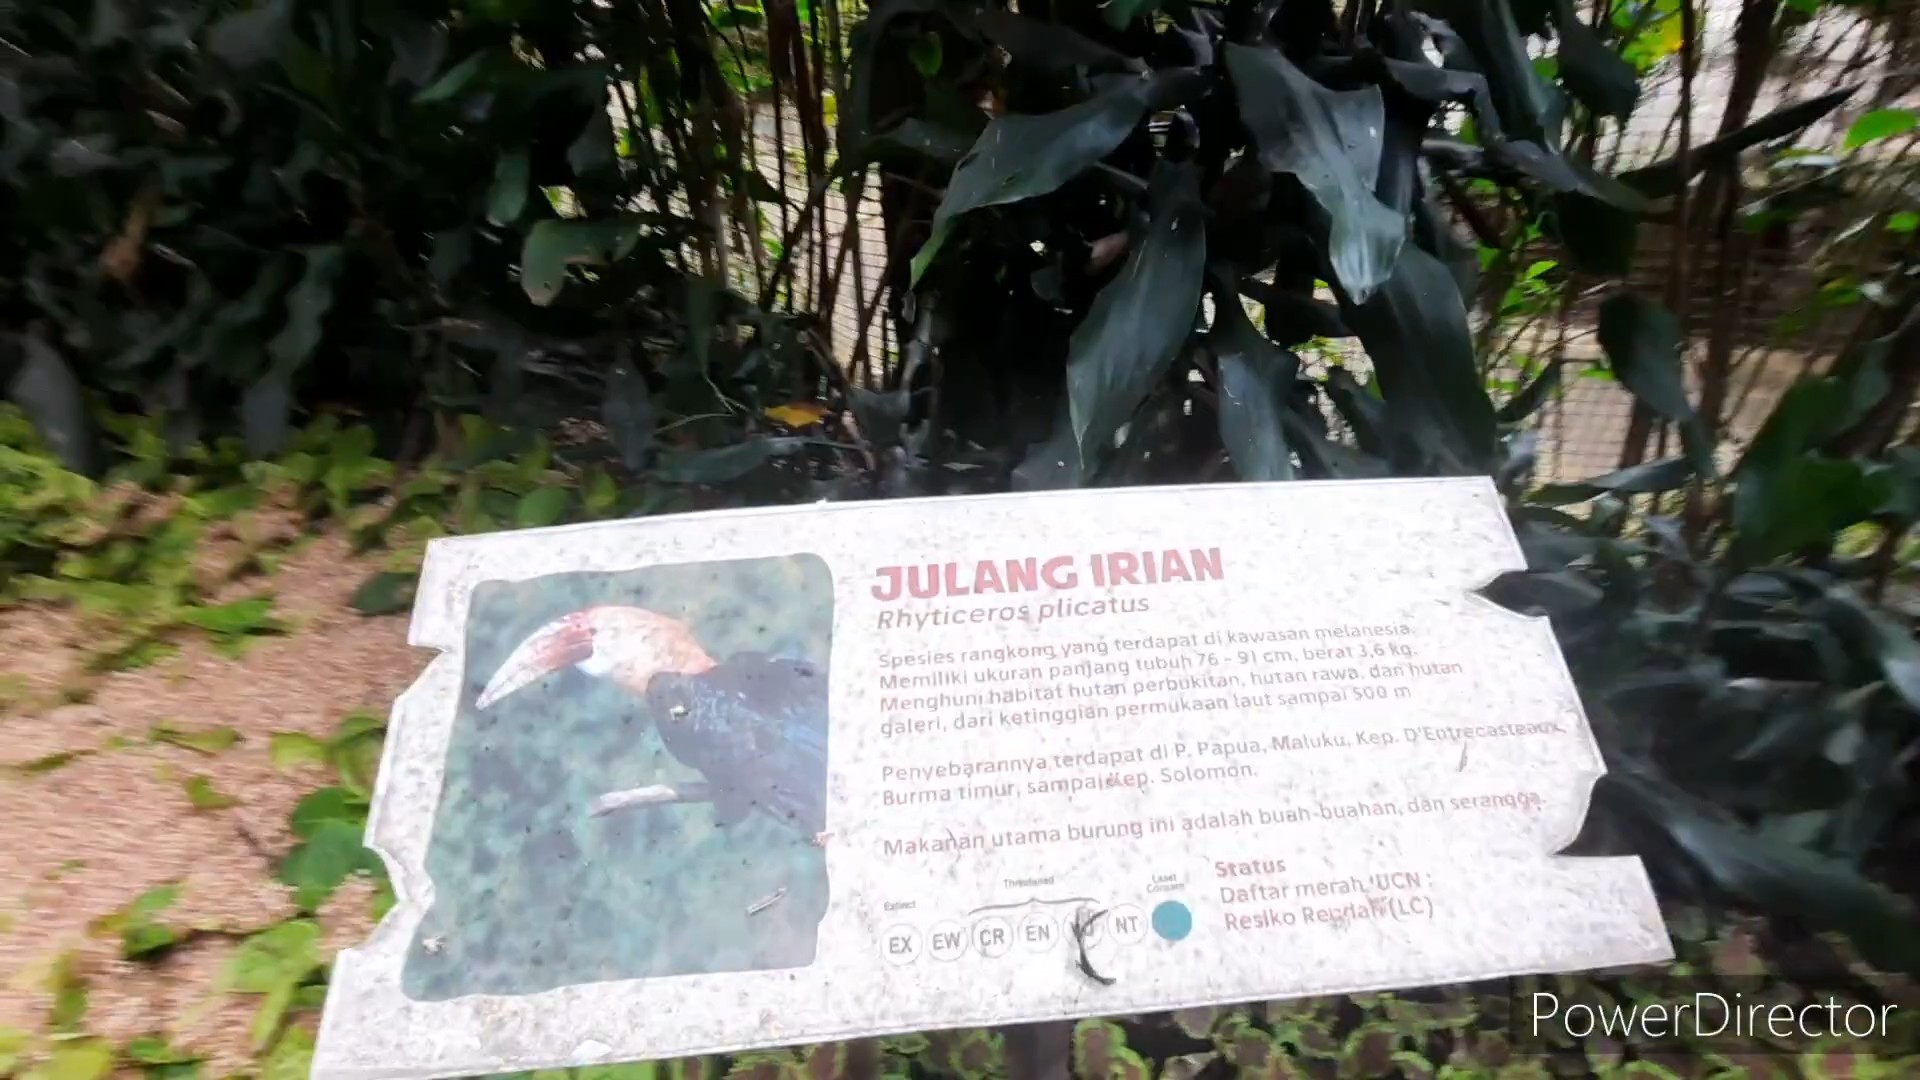 JULANG IRIAN
Rhyticeros plicatus
Spesies rangkong yang terdapat di kawasan melanesia.
Memiliki ukuran panjang tubuh 76 - 91 cm, berat 3,6 kg.
Menghuni habitat hutan perbukitan, hutan rawa, dan hutan
galeri, dari ketinggian permukaan laut sampai 500 m
Penyebarannya terdapat di P. Papua, Maluku, Kep. D'Entrecasteaux,
Burma timur, sampai Kep. Solomon.
Makanan utama burung ini adalah buah-buahan, dan serangga.
Extinct
Threatened
Least
Concern
EX EW CR EN VU NT
Status
Daftar merah IUCN :
Resiko Rendah (LC)
PowerDirector